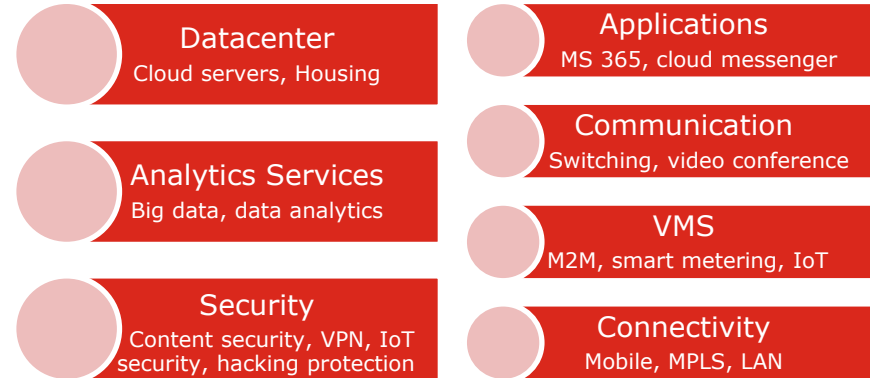 Datacenter
Cloud servers, Housing
Analytics Services
Big data, data analytics
Security
Content security, VPN, IoT
security, hacking protection
Applications
MS 365, cloud messenger
Communication
Switching, video conference
VMS
M2M, smart metering, IoT
Connectivity
Mobile, MPLS, LAN